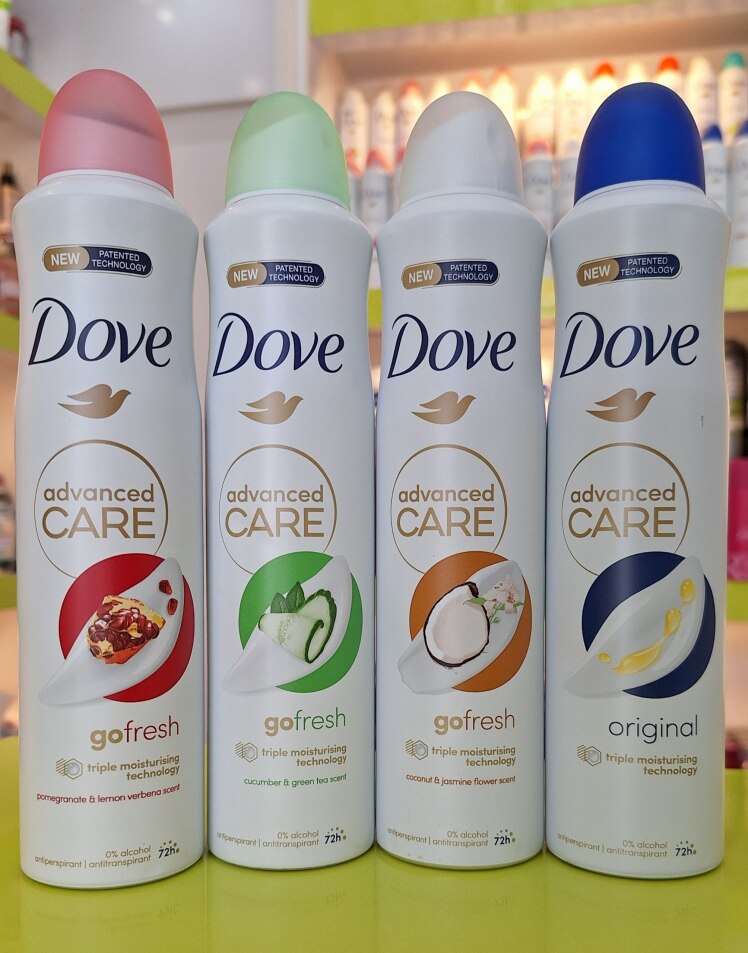 NEW PATENTED
TECHNOLOGY
Dove
advanced
CARE
gofresh
triple moisturising
technology
pomegranate & lemon verbena scent
0% alcohol
antiperspirant | antitranspirant 72h
NEW PATENTED
TECHNOLOGY
Dove
advanced
CARE
gofresh
triple moisturising
technology
cucumber & green tea scent
0% alcohol
antiperspirant | antitranspirant 72h
NEW PATENTED
TECHNOLOGY
Dove
advanced
CARE
gofresh
triple moisturising
technology
coconut & jasmine flower scent
0% alcohol
antiperspirant | antitranspirant 72h
NEW PATENTED
TECHNOLOGY
Dove
advanced
CARE
original
triple moisturising
technology
0% alcohol
antiperspirant | antitranspirant 72h